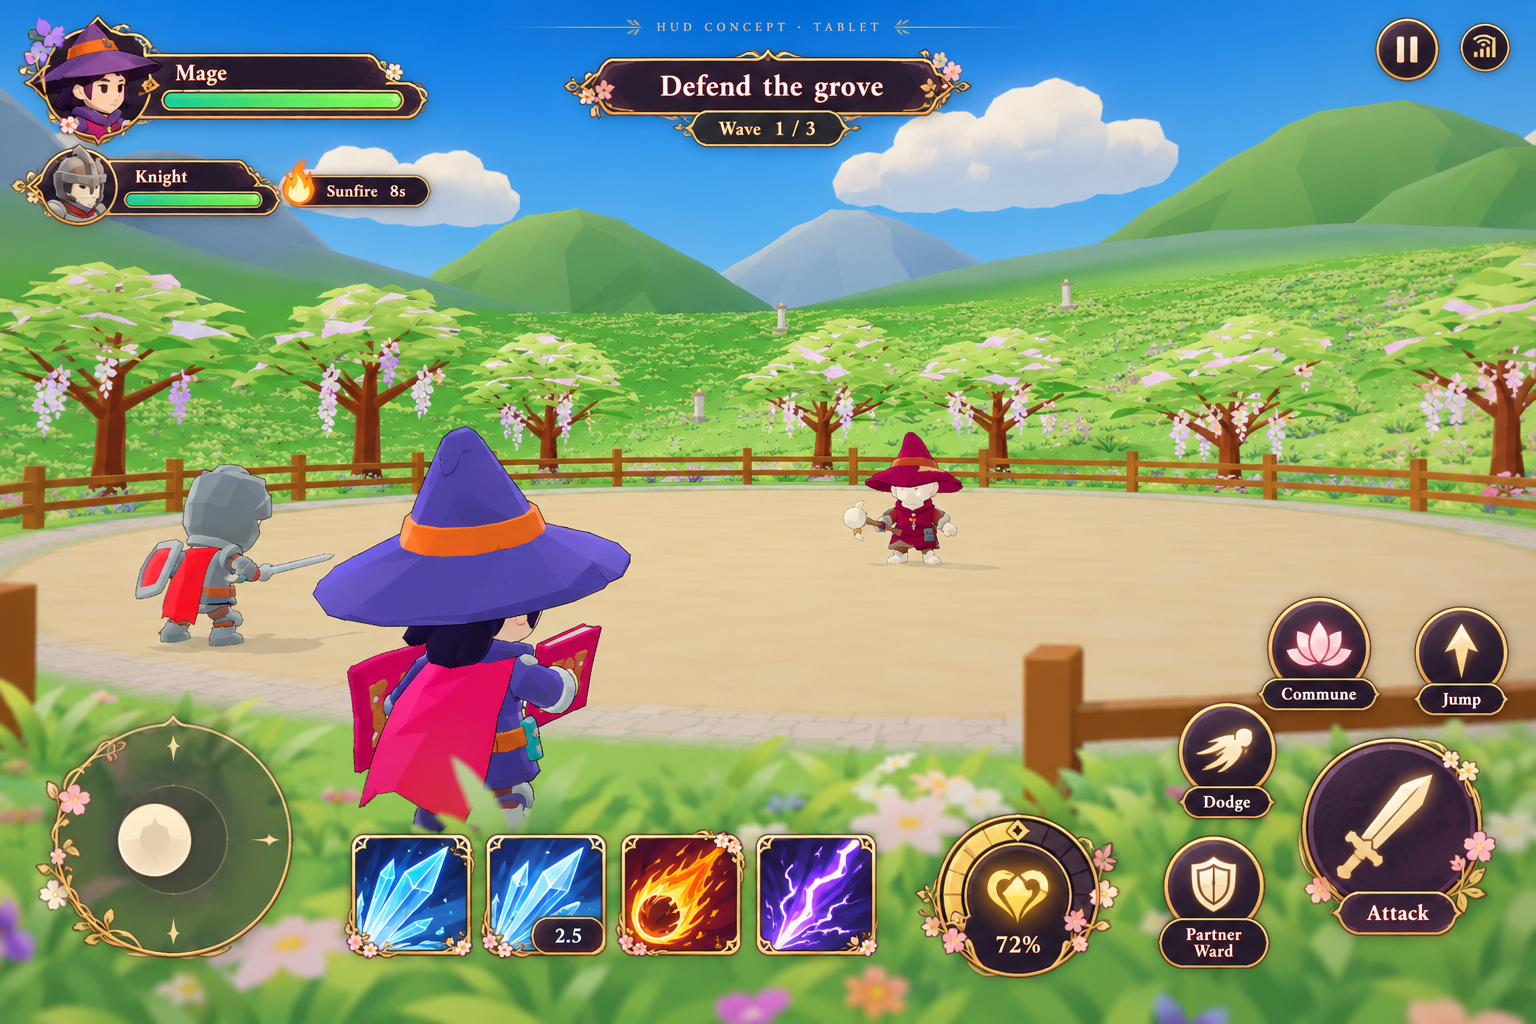 HUD CONCEPT · TABLET
Mage
Defend the grove
Wave 1 / 3
Knight
Sunfire 8s
Commune
Jump
Dodge
Attack
2.5
72%
Partner
Ward